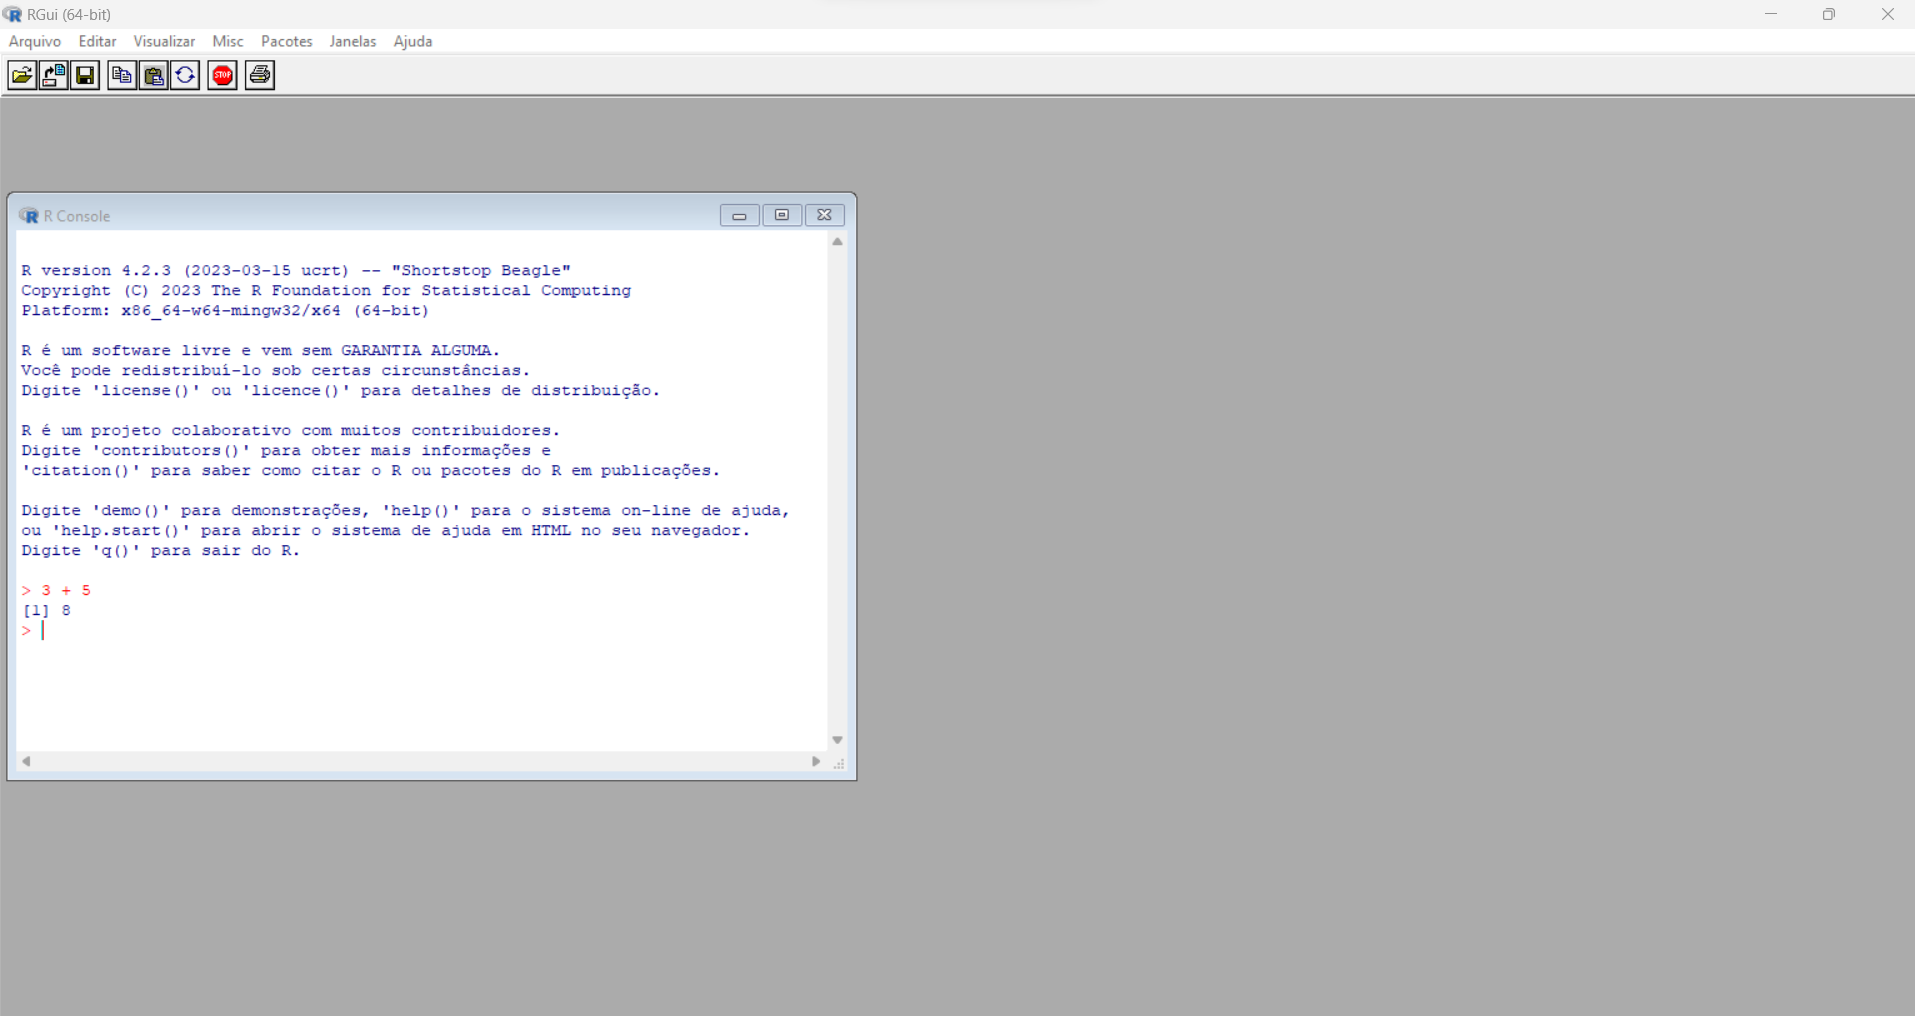 RGui (64-bit)
Arquivo Editar Visualizar Misc Pacotes Janelas Ajuda
STOP
R Console
R version 4.2.3 (2023-03-15 ucrt) -- "Shortstop Beagle"
Copyright (C) 2023 The R Foundation for Statistical Computing
Platform: x86_64-w64-mingw32/x64 (64-bit)
R é um software livre e vem sem GARANTIA ALGUMA.
Você pode redistribuí-lo sob certas circunstâncias.
Digite 'license()' ou 'licence()' para detalhes de distribuição.
R é um projeto colaborativo com muitos contribuidores.
Digite 'contributors()' para obter mais informações e
'citation()' para saber como citar o R ou pacotes do R em publicações.
Digite 'demo()' para demonstrações, 'help()' para o sistema on-line de ajuda,
ou 'help.start()' para abrir o sistema de ajuda em HTML no seu navegador.
Digite 'q()' para sair do R.
> 3 + 5
[1] 8
>